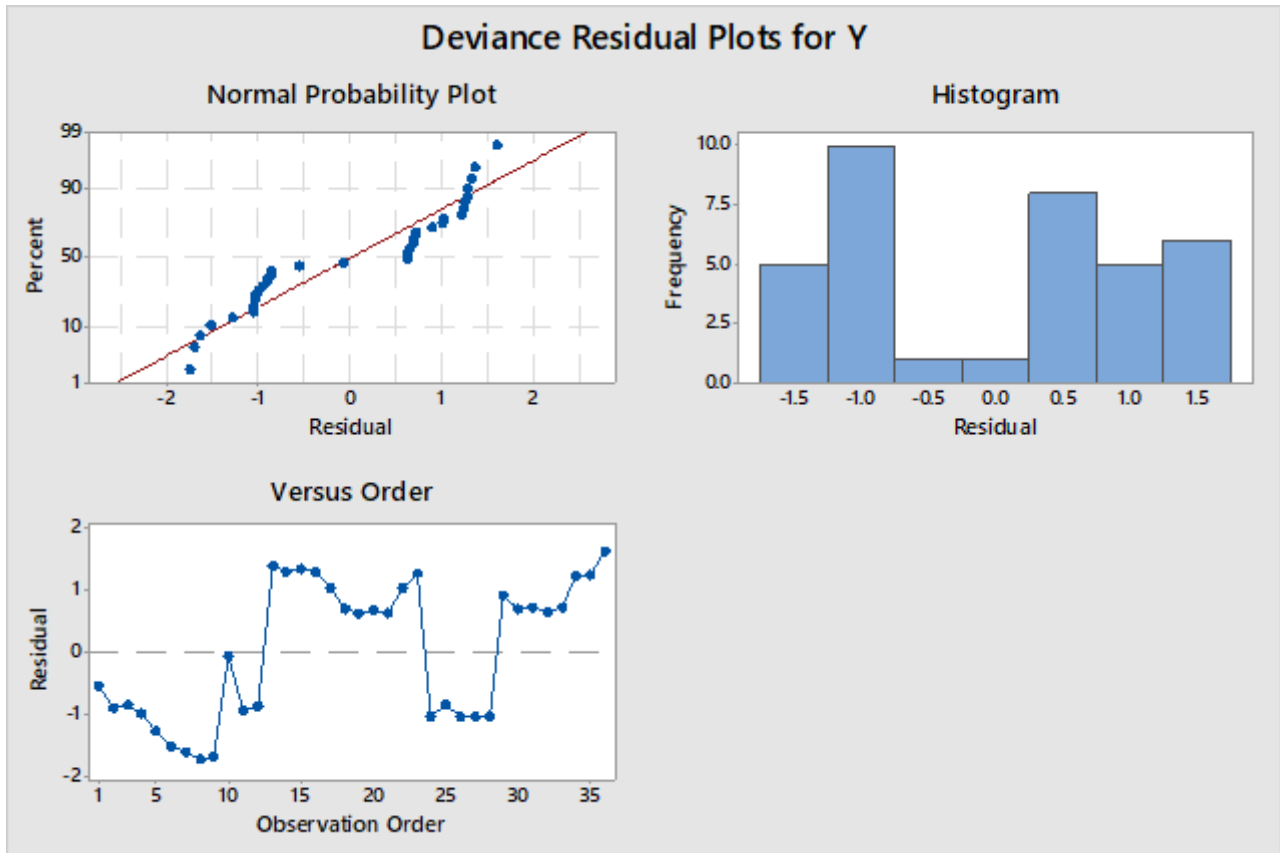 Deviance Residual Plots for Y
Normal Probability Plot
99
90
50
10
1
Percent
-2 -1 0 1 2
Residual
Histogram
10.0
7.5
5.0
2.5
0.0
Frequency
-1.5 -1.0 -0.5 0.0 0.5 1.0 1.5
Residual
Versus Order
2
1
0
-1
-2
Residual
1 5 10 15 20 25 30 35
Observation Order